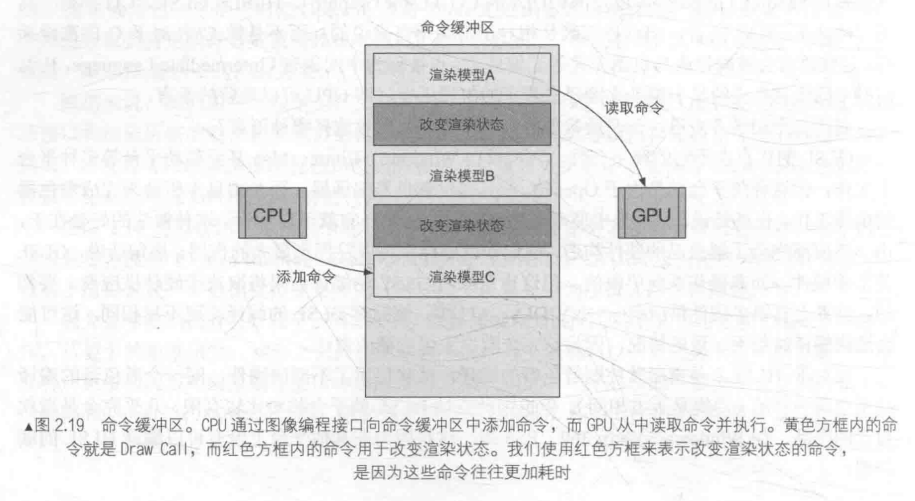 命令缓冲区
渲染模型A
读取命令
改变渲染状态
渲染模型B
CPU
改变渲染状态
GPU
添加命令
渲染模型C
▲图 2.19 命令缓冲区。CPU 通过图像编程接口向命令缓冲区中添加命令，而 GPU 从中读取命令并执行。黄色方框内的命
令就是 Draw Call，而红色方框内的命令用于改变渲染状态。我们使用红色方框来表示改变渲染状态的命令，
是因为这些命令往往更加耗时